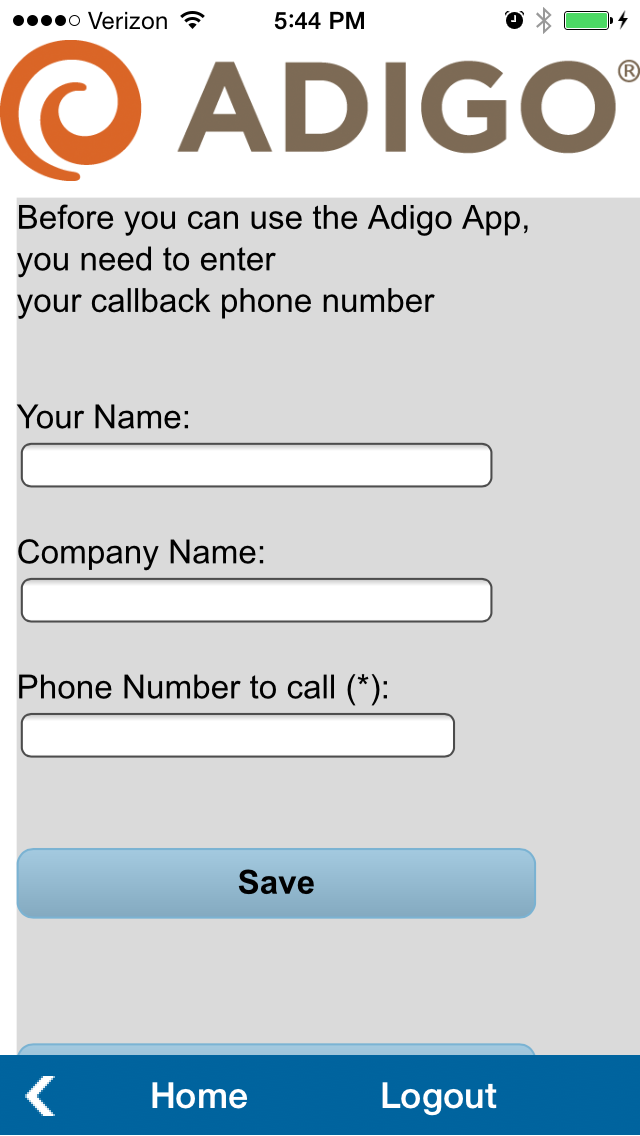 Verizon 5:44 PM
ADIGO®
Before you can use the Adigo App,
you need to enter
your callback phone number
Your Name:
Company Name:
Phone Number to call (*):
Save
Home Logout